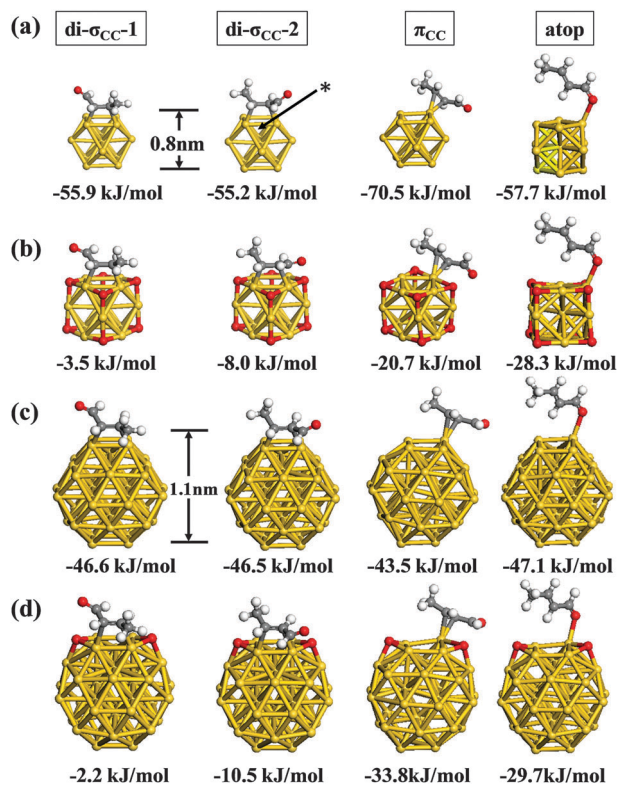 (a) di-σCC-1 di-σCC-2 πCC atop
*
0.8nm
-55.9 kJ/mol -55.2 kJ/mol -70.5 kJ/mol -57.7 kJ/mol
(b)
-3.5 kJ/mol -8.0 kJ/mol -20.7 kJ/mol -28.3 kJ/mol
(c)
1.1nm
-46.6 kJ/mol -46.5 kJ/mol -43.5 kJ/mol -47.1 kJ/mol
(d)
-2.2 kJ/mol -10.5 kJ/mol -33.8kJ/mol -29.7 kJ/mol